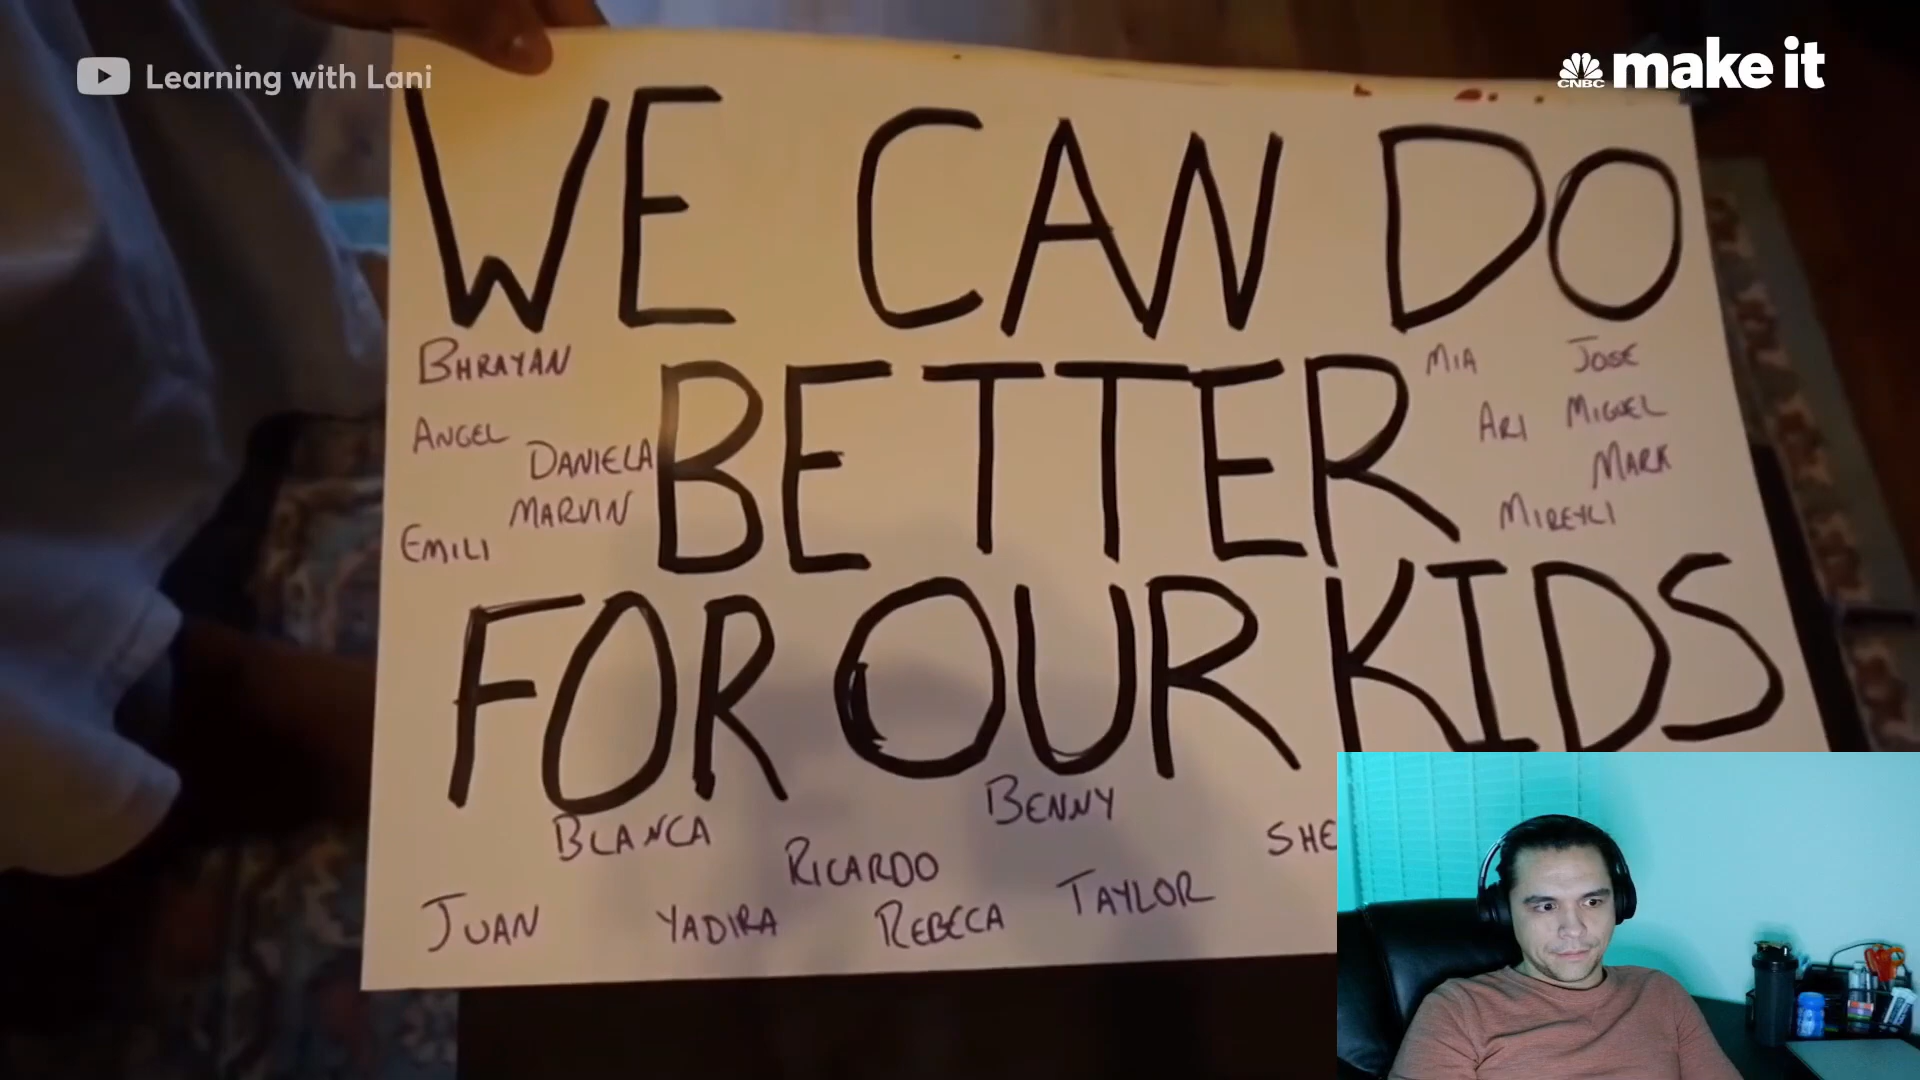 Learning with Lani
CNBC make it
WE CAN DO
BHRAYAN
MIA JOSE
ANGEL
ARI MIGUEL
DANIELA
BETTER
MARK
MARVIN
MIREYLI
EMILI
FOR OUR KIDS
BENNY
BLANCA
SHE
RICARDO
TAYLOR
JUAN YADIRA REBECA